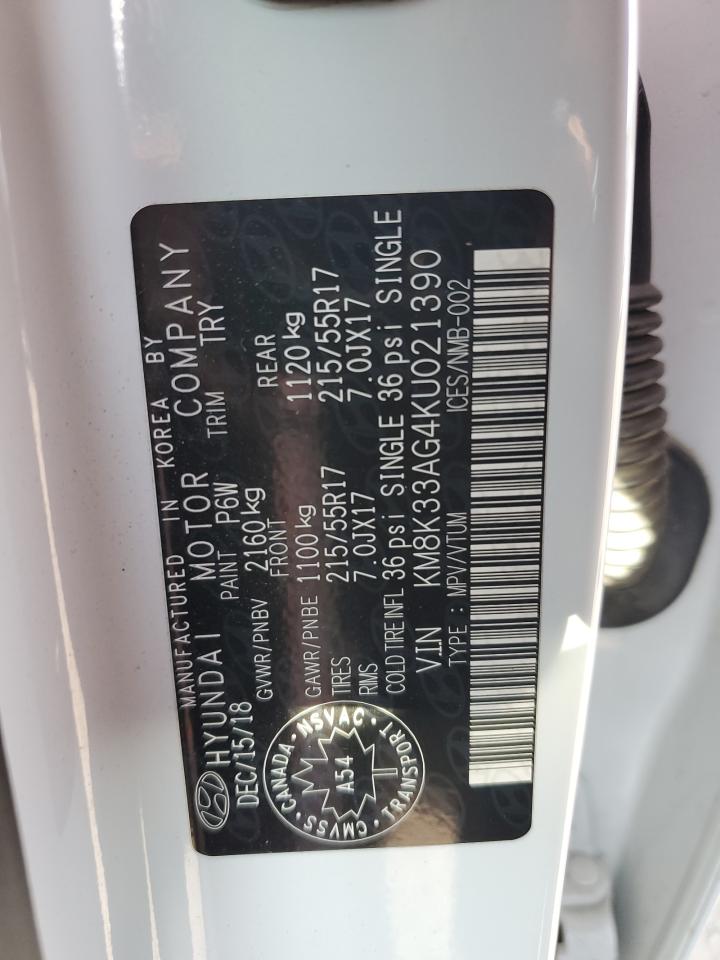 MANUFACTURED IN KOREA BY
HYUNDAI MOTOR COMPANY
DEC/15/18 PAINT P6W TRIM TRY
GVWR/PNBV 2160 kg
FRONT REAR
GAWR/PNBE 1100 kg 1120 kg
TIRES 215/55R17 215/55R17
RIMS 7.0JX17 7.0JX17
COLD TIRE INFL 36 psi SINGLE 36 psi SINGLE
V.I.N KM8K33AG4KU021390
TYPE : MPV/VTUM ICES/NMB-002
CANADA · NSVAC · TRANSPORT · CMVSS ·
A54